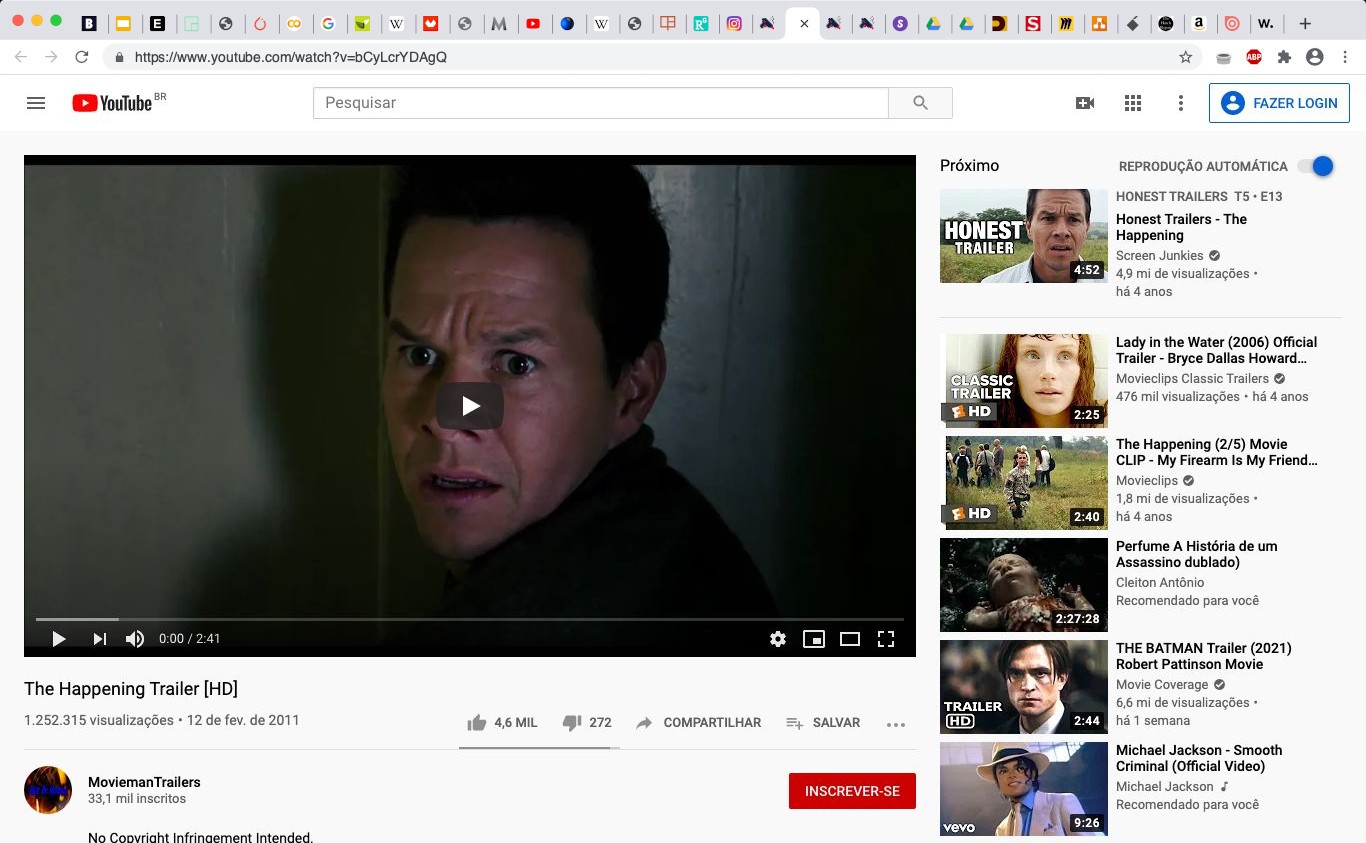 https://www.youtube.com/watch?v=bCyLcrYDAgQ
ABP
YouTube BR
Pesquisar
FAZER LOGIN
0:00 / 2:41
The Happening Trailer [HD]
1.252.315 visualizações • 12 de fev. de 2011
4,6 MIL
272
COMPARTILHAR
SALVAR
MoviemanTrailers
33,1 mil inscritos
INSCREVER-SE
No Copyright Infringement Intended.
Próximo
REPRODUÇÃO AUTOMÁTICA
HONEST
TRAILER
4:52
HONEST TRAILERS T5 • E13
Honest Trailers - The
Happening
Screen Junkies
4,9 mi de visualizações •
há 4 anos
CLASSIC
TRAILER
HD
2:25
Lady in the Water (2006) Official
Trailer - Bryce Dallas Howard...
Movieclips Classic Trailers
476 mil visualizações • há 4 anos
HD
2:40
The Happening (2/5) Movie
CLIP - My Firearm Is My Friend...
Movieclips
1,8 mi de visualizações •
há 4 anos
2:27:28
Perfume A História de um
Assassino dublado)
Cleiton Antônio
Recomendado para você
TRAILER
HD
2:44
THE BATMAN Trailer (2021)
Robert Pattinson Movie
Movie Coverage
6,6 mi de visualizações •
há 1 semana
vevo
9:26
Michael Jackson - Smooth
Criminal (Official Video)
Michael Jackson
Recomendado para você